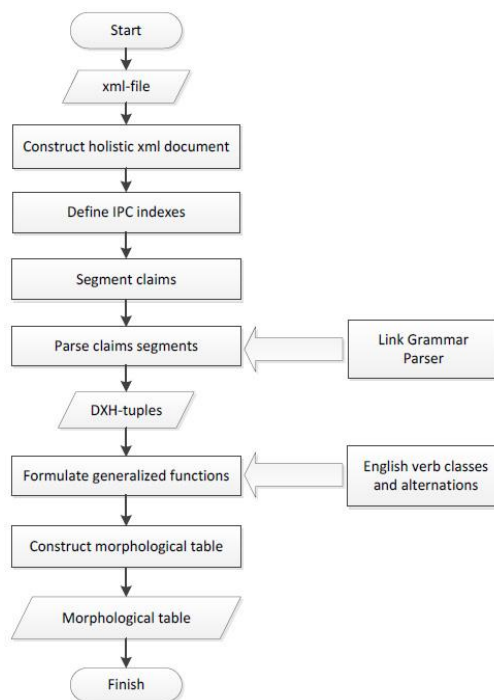 Start
xml-file
Construct holistic xml document
Define IPC indexes
Segment claims
Parse claims segments
Link Grammar
Parser
DXH-tuples
Formulate generalized functions
English verb classes
and alternations
Construct morphological table
Morphological table
Finish